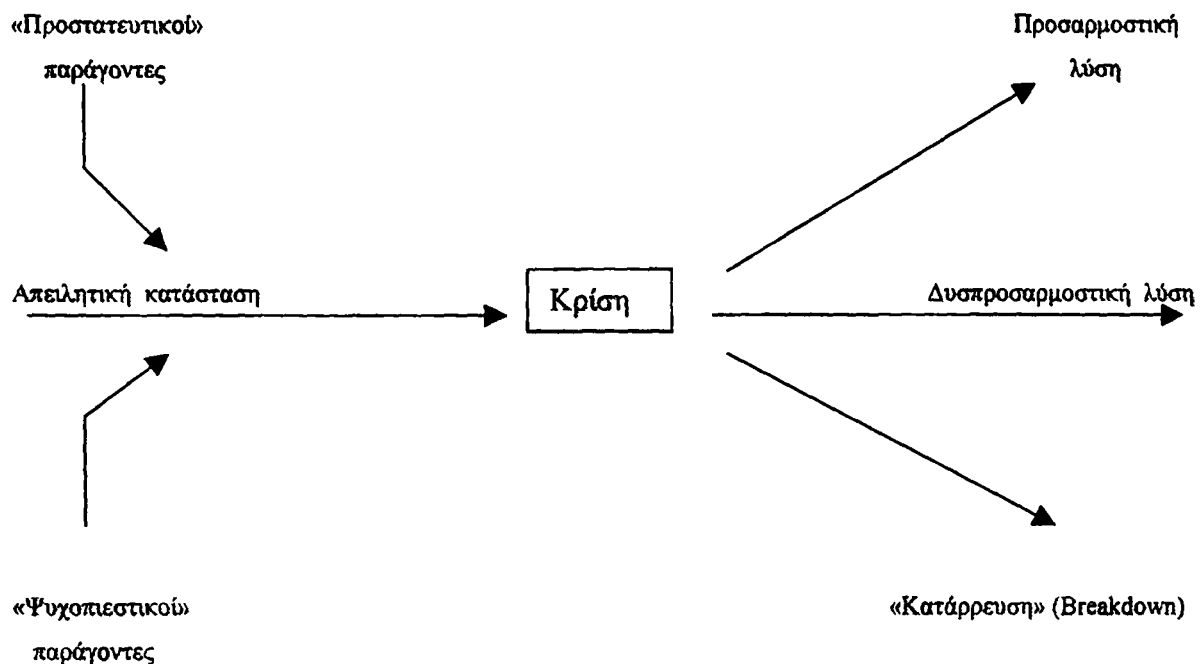 «Προστατευτικοί»
παράγοντες
Προσαρμοστική
λύση
Απειλητική κατάσταση
Κρίση
Δυσπροσαρμοστική λύση
«Ψυχοπιεστικοί»
παράγοντες
«Κατάρρευση» (Breakdown)